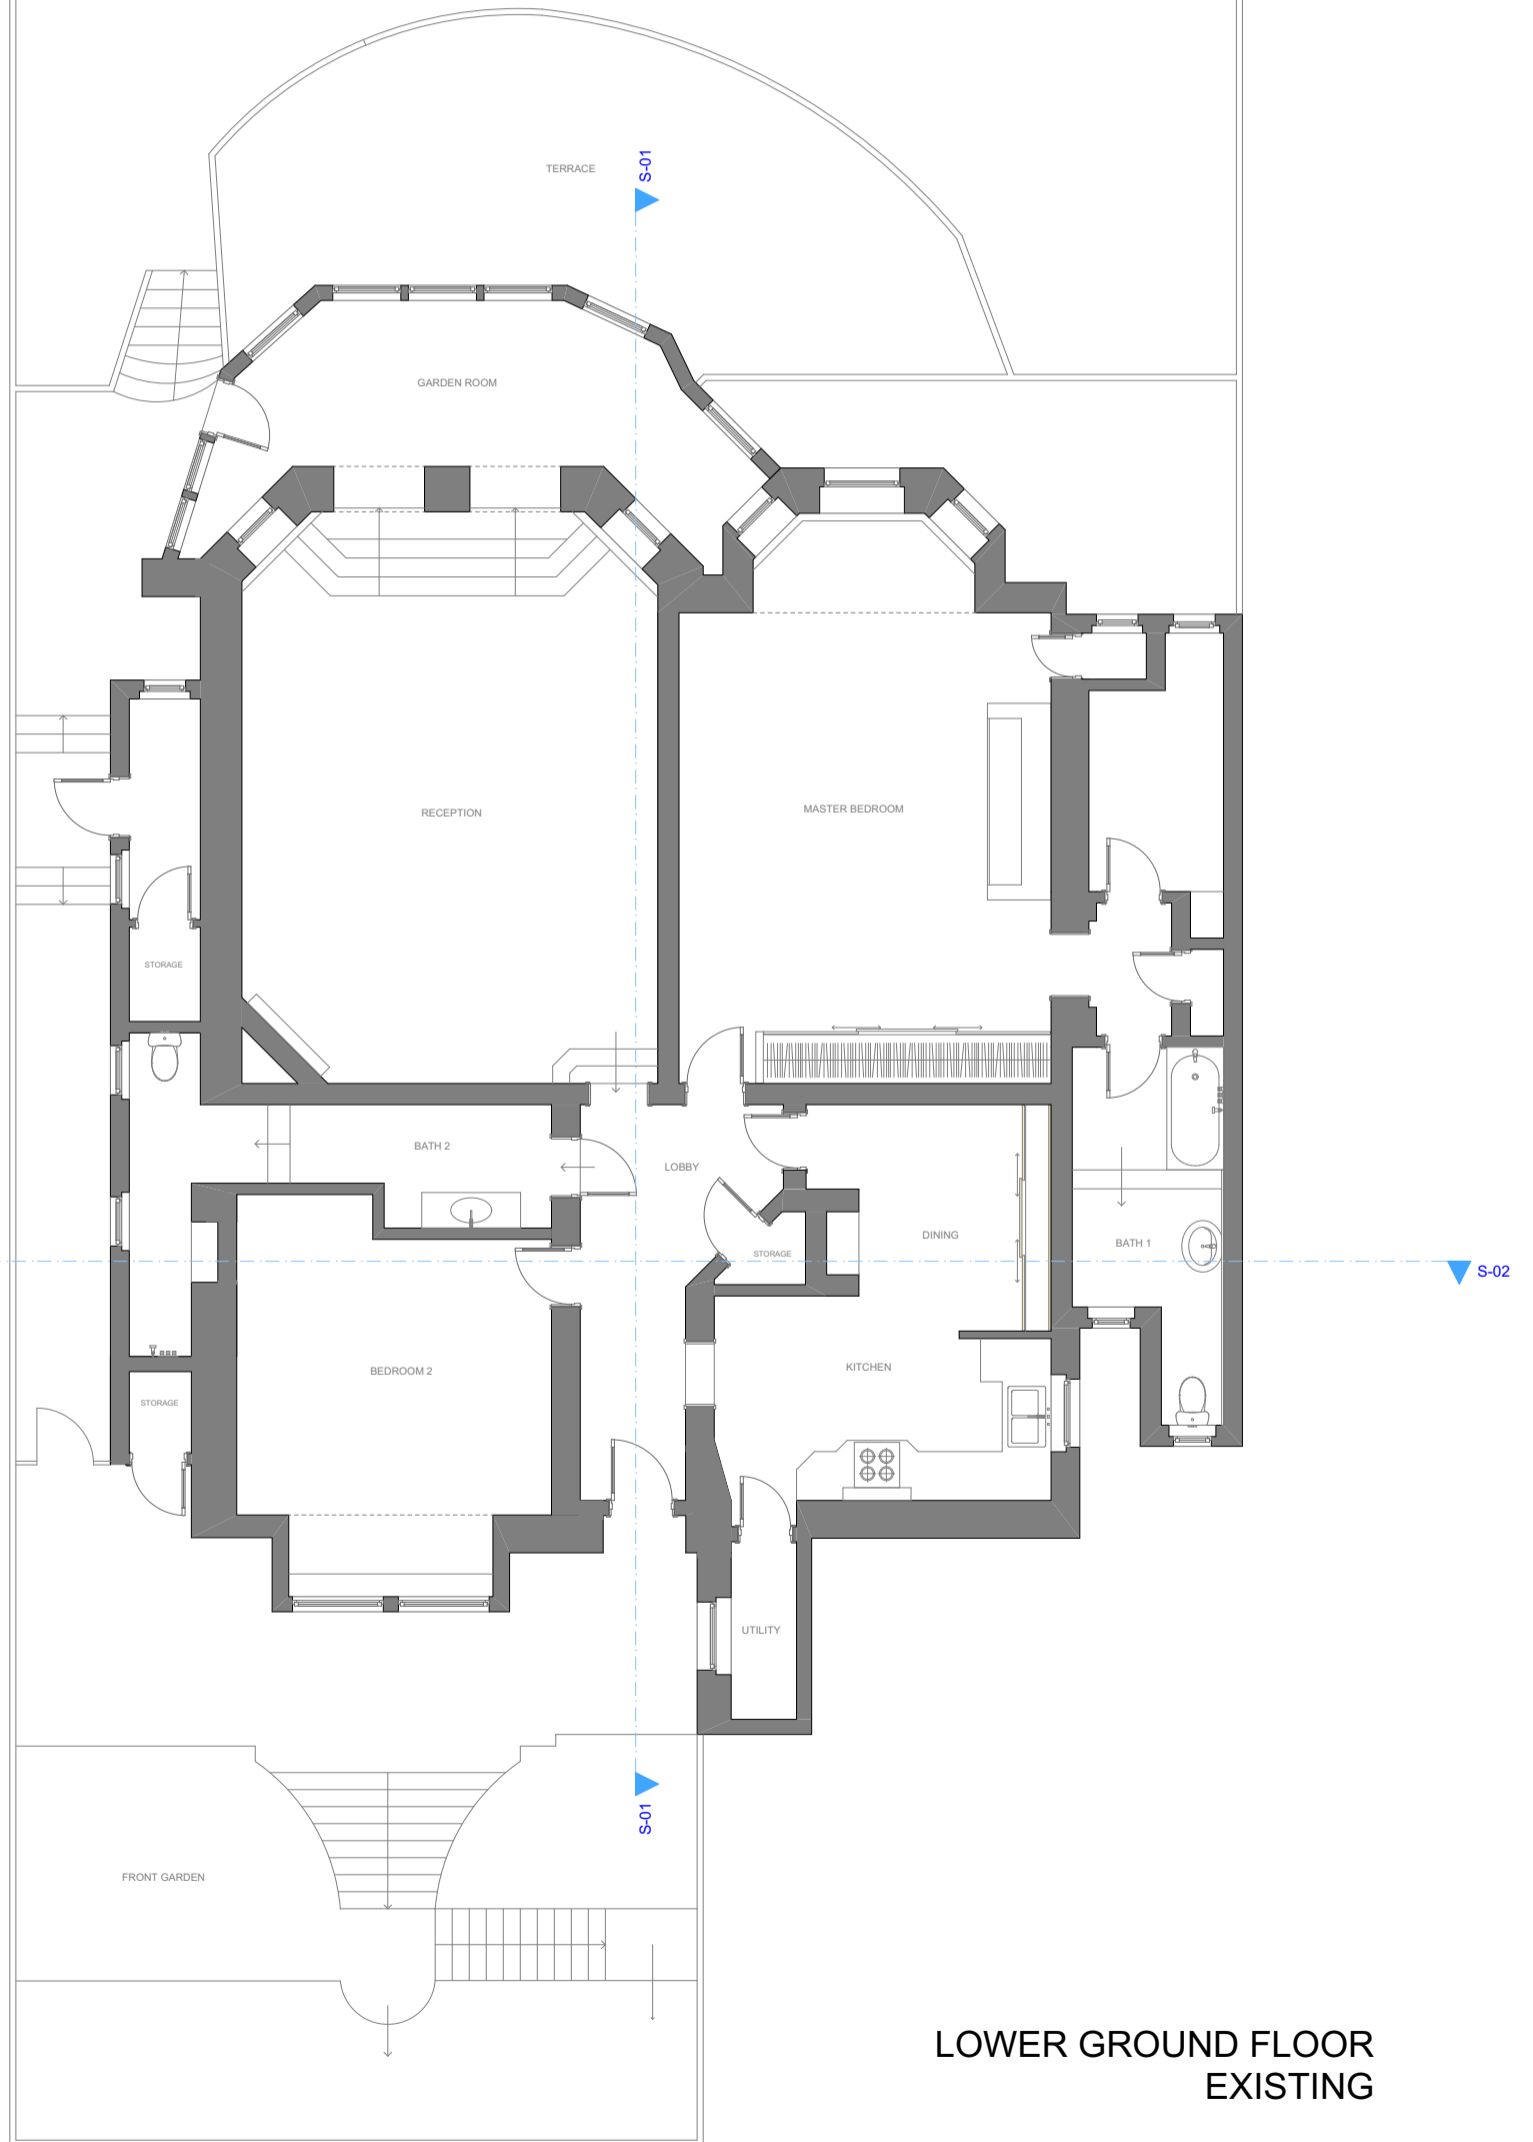 S-01
TERRACE
GARDEN ROOM
RECEPTION
MASTER BEDROOM
STORAGE
BATH 2
LOBBY
DINING
BATH 1
STORAGE
S-02
BEDROOM 2
KITCHEN
STORAGE
UTILITY
S-01
FRONT GARDEN
LOWER GROUND FLOOR
EXISTING